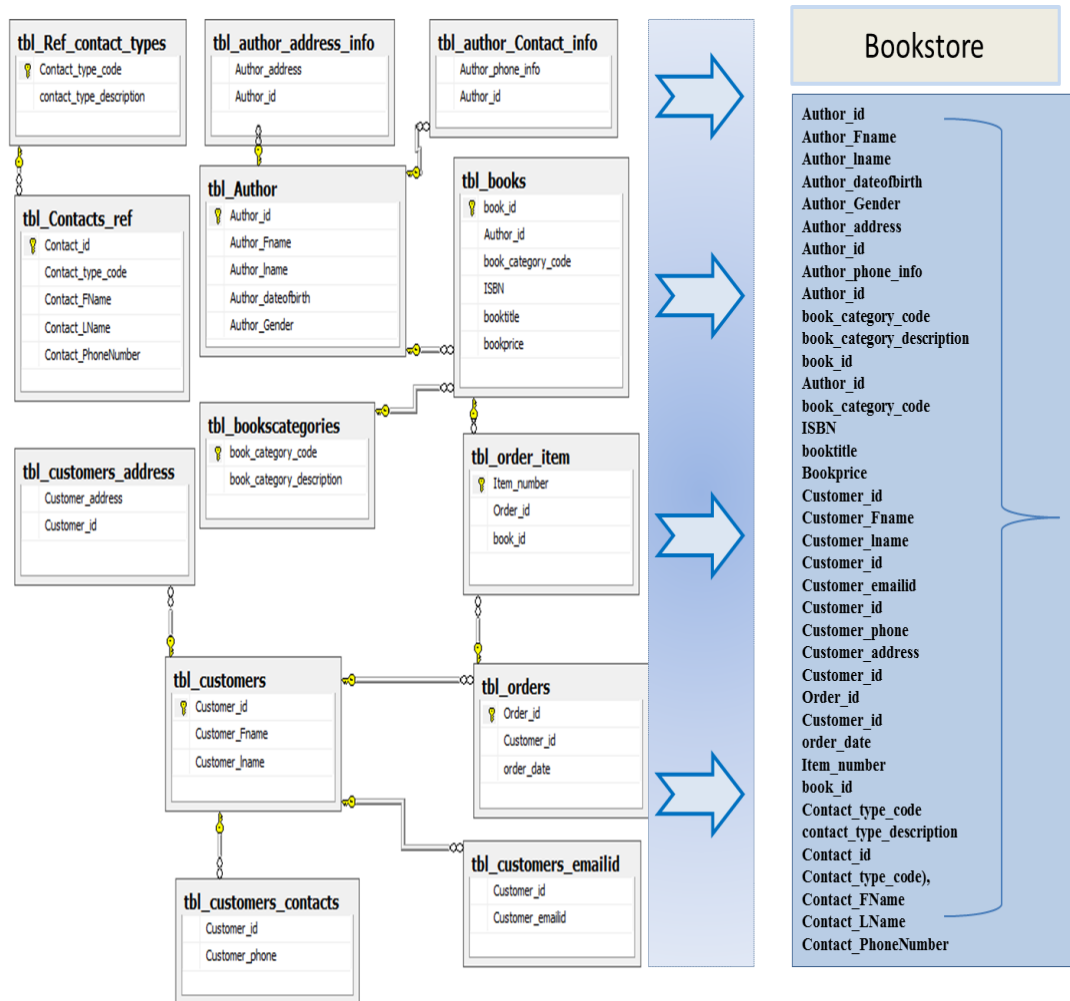 tbl_Ref_contact_types
Contact_type_code
contact_type_description
tbl_author_address_info
Author_address
Author_id
tbl_author_Contact_info
Author_phone_info
Author_id
tbl_Contacts_ref
Contact_id
Contact_type_code
Contact_FName
Contact_LName
Contact_PhoneNumber
tbl_Author
Author_id
Author_Fname
Author_lname
Author_dateofbirth
Author_Gender
tbl_books
book_id
Author_id
book_category_code
ISBN
booktitle
bookprice
tbl_bookscategories
book_category_code
book_category_description
tbl_customers_address
Customer_address
Customer_id
tbl_order_item
Item_number
Order_id
book_id
tbl_customers
Customer_id
Customer_Fname
Customer_lname
tbl_orders
Order_id
Customer_id
order_date
tbl_customers_contacts
Customer_id
Customer_phone
tbl_customers_emailid
Customer_id
Customer_emailid
Bookstore
Author_id
Author_Fname
Author_lname
Author_dateofbirth
Author_Gender
Author_address
Author_id
Author_phone_info
Author_id
book_category_code
book_category_description
book_id
Author_id
book_category_code
ISBN
booktitle
Bookprice
Customer_id
Customer_Fname
Customer_lname
Customer_id
Customer_emailid
Customer_id
Customer_phone
Customer_address
Customer_id
Order_id
Customer_id
order_date
Item_number
book_id
Contact_type_code
contact_type_description
Contact_id
Contact_type_code),
Contact_FName
Contact_LName
Contact_PhoneNumber